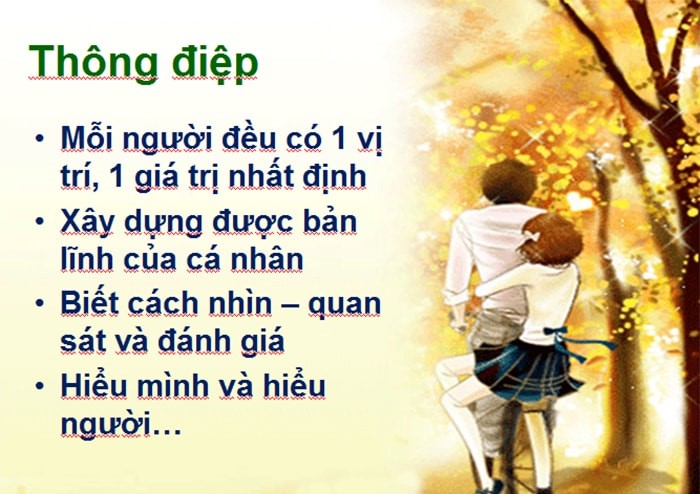 Thông điệp
• Mỗi người đều có 1 vị
trí, 1 giá trị nhất định
• Xây dựng được bản
lĩnh của cá nhân
• Biết cách nhìn – quan
sát và đánh giá
• Hiểu mình và hiểu
người…